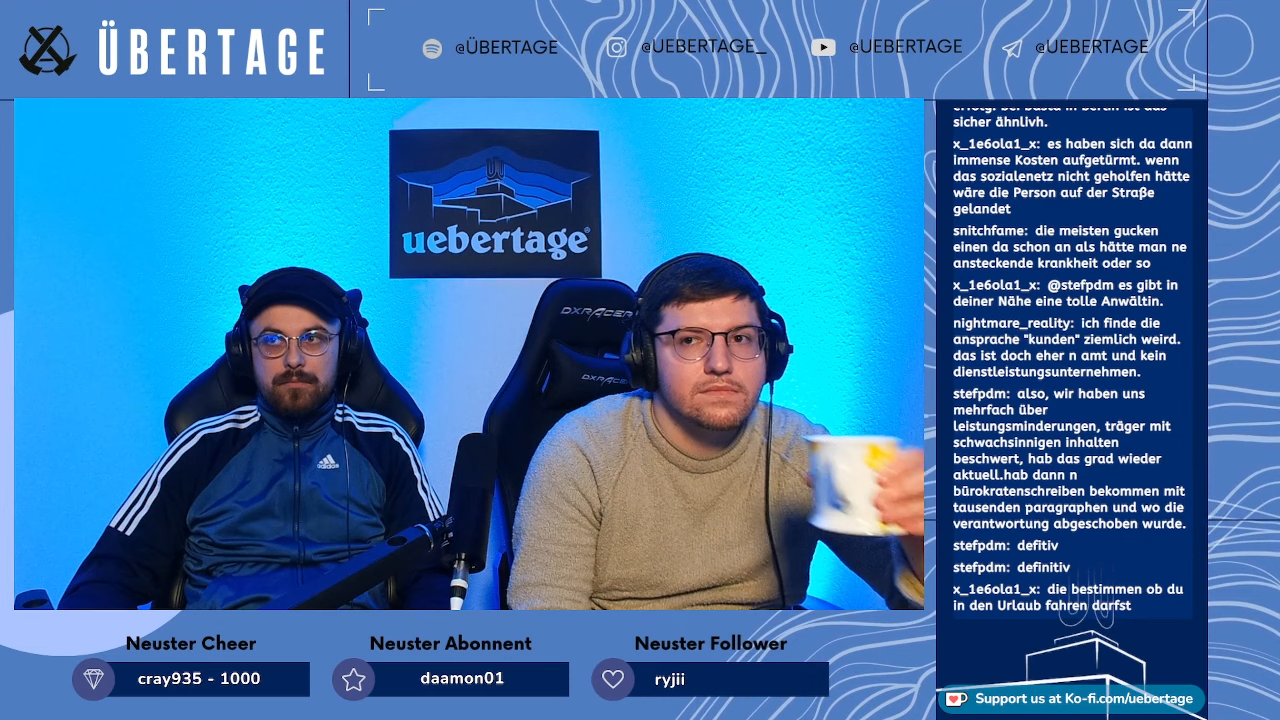 ÜBERTAGE
@ÜBERTAGE
@UEBERTAGE_
@UEBERTAGE
@UEBERTAGE
uebertage
DXRACER
DXRACER
adidas
sicher ähnlivh.
x_1e6ola1_x: es haben sich da dann
immense Kosten aufgetürmt. wenn
das sozialenetz nicht geholfen hätte
wäre die Person auf der Straße
gelandet
snitchfame: die meisten gucken
einen da schon an als hätte man ne
ansteckende krankheit oder so
x_1e6ola1_x: @stefpdm es gibt in
deiner Nähe eine tolle Anwältin.
nightmare_reality: ich finde die
ansprache "kunden" ziemlich weird.
das ist doch eher n amt und kein
dienstleistungsunternehmen.
stefpdm: also, wir haben uns
mehrfach über
leistungsminderungen, träger mit
schwachsinnigen inhalten
beschwert, hab das grad wieder
aktuell.hab dann n
bürokratenschreiben bekommen mit
tausenden paragraphen und wo die
verantwortung abgeschoben wurde.
stefpdm: defitiv
stefpdm: definitiv
x_1e6ola1_x: die bestimmen ob du
in den Urlaub fahren darfst
Neuster Cheer
cray935 - 1000
Neuster Abonnent
daamon01
Neuster Follower
ryjii
Support us at Ko-fi.com/uebertage